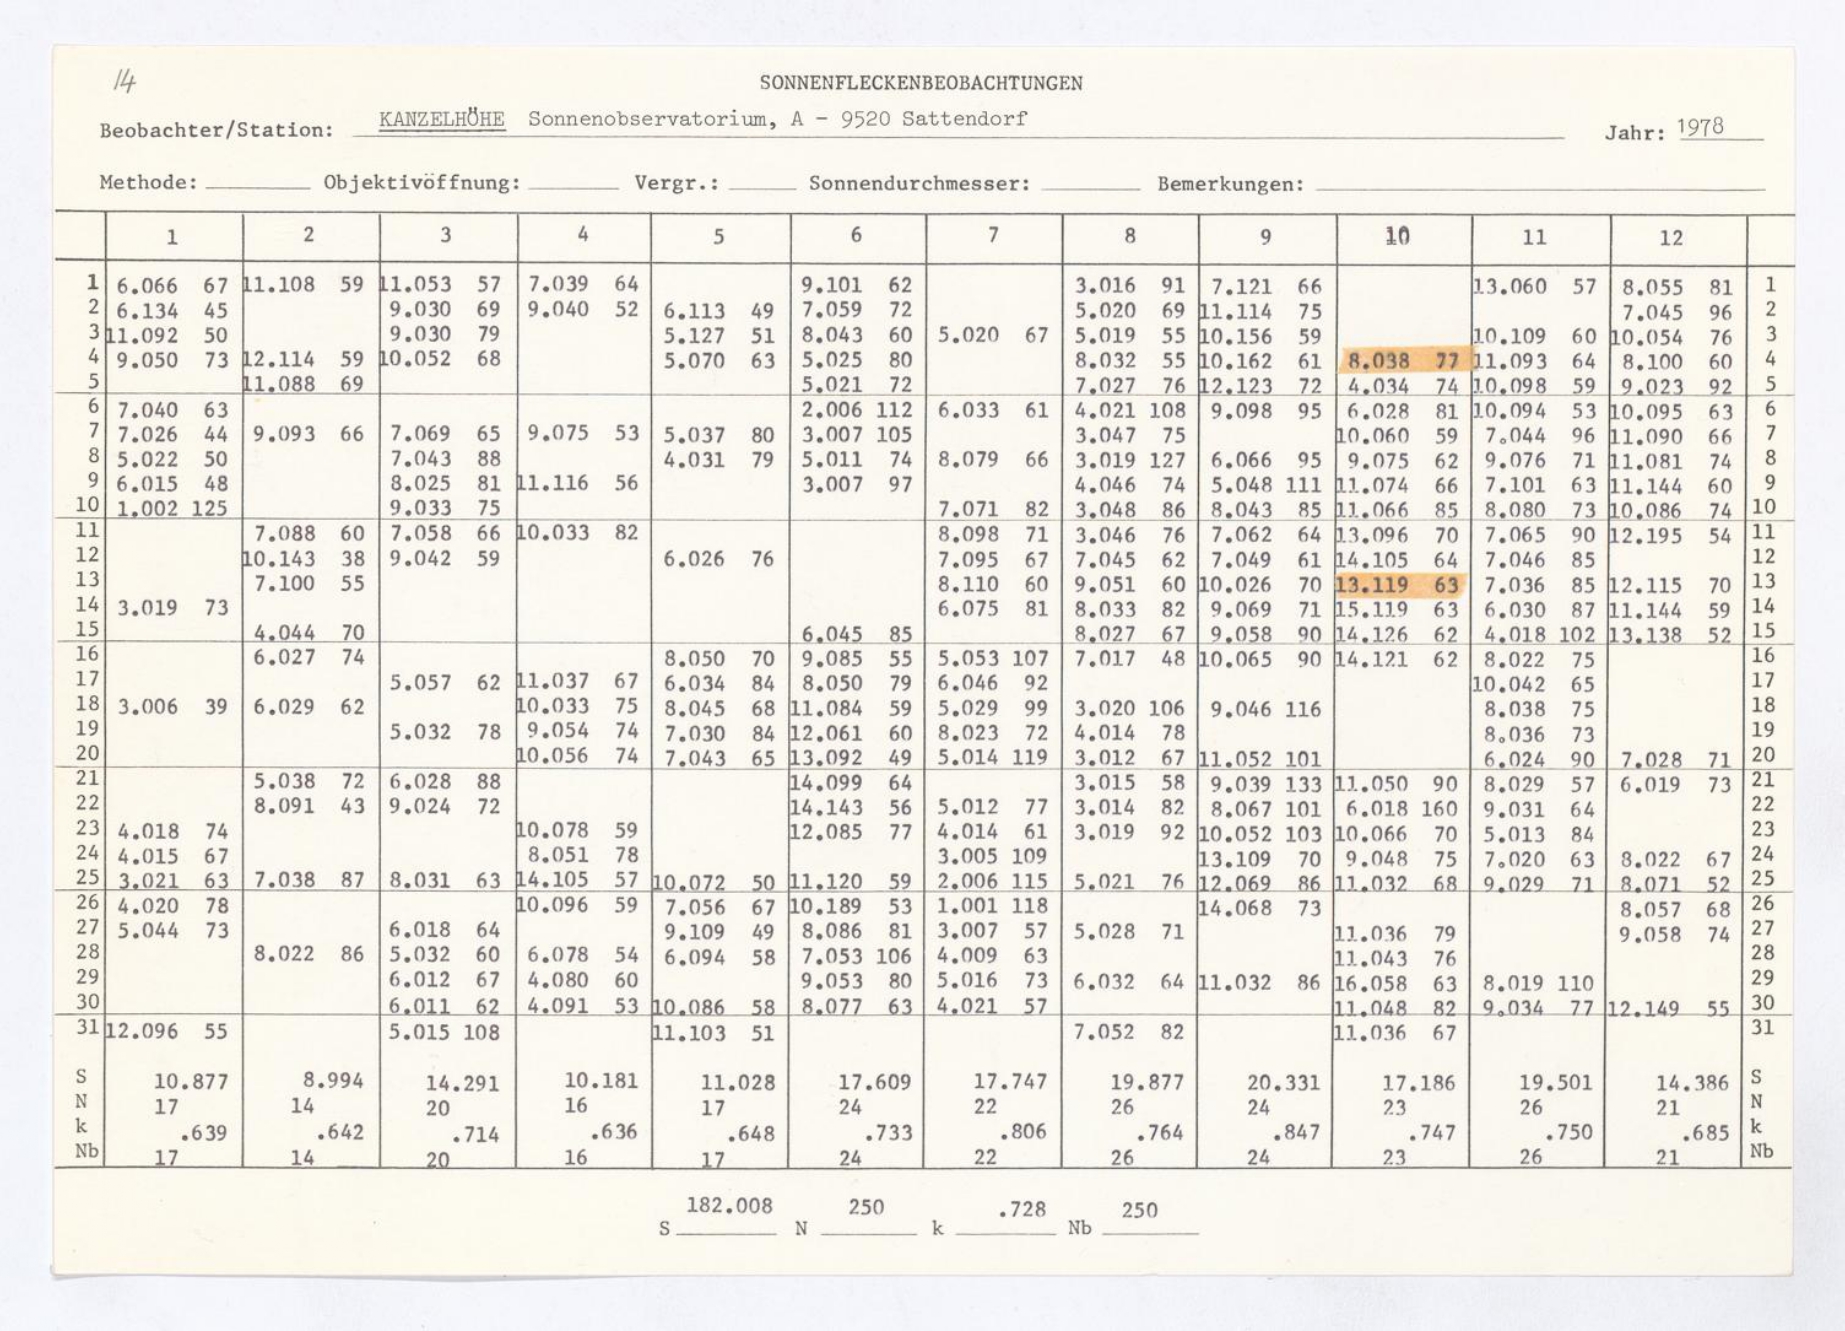 14
SONNENFLECKENBEOBACHTUNGEN
Beobachter/Station: KANZELHÖHE Sonnenobservatorium, A - 9520 Sattendorf Jahr: 1978
Methode: Objektivöffnung: Vergr.: Sonnendurchmesser: Bemerkungen:
1 2 3 4 5 6 7 8 9 10 11 12
1 6.066 67 11.108 59 11.053 57 7.039 64 9.101 62 3.016 91 7.121 66 13.060 57 8.055 81 1
2 6.134 45 9.030 69 9.040 52 6.113 49 7.059 72 5.020 69 11.114 75 7.045 96 2
3 11.092 50 9.030 79 5.127 51 8.043 60 5.020 67 5.019 55 10.156 59 10.109 60 10.054 76 3
4 9.050 73 12.114 59 10.052 68 5.070 63 5.025 80 8.032 55 10.162 61 8.038 77 11.093 64 8.100 60 4
5 11.088 69 5.021 72 7.027 76 12.123 72 4.034 74 10.098 59 9.023 92 5
6 7.040 63 2.006 112 6.033 61 4.021 108 9.098 95 6.028 81 10.094 53 10.095 63 6
7 7.026 44 9.093 66 7.069 65 9.075 53 5.037 80 3.007 105 3.047 75 10.060 59 7.044 96 11.090 66 7
8 5.022 50 7.043 88 4.031 79 5.011 74 8.079 66 3.019 127 6.066 95 9.075 62 9.076 71 11.081 74 8
9 6.015 48 8.025 81 11.116 56 3.007 97 4.046 74 5.048 111 11.074 66 7.101 63 11.144 60 9
10 1.002 125 9.033 75 7.071 82 3.048 86 8.043 85 11.066 85 8.080 73 10.086 74 10
11 7.088 60 7.058 66 10.033 82 8.098 71 3.046 76 7.062 64 13.096 70 7.065 90 12.195 54 11
12 10.143 38 9.042 59 6.026 76 7.095 67 7.045 62 7.049 61 14.105 64 7.046 85 12
13 7.100 55 8.110 60 9.051 60 10.026 70 13.119 63 7.036 85 12.115 70 13
14 3.019 73 6.075 81 8.033 82 9.069 71 15.119 63 6.030 87 11.144 59 14
15 4.044 70 6.045 85 8.027 67 9.058 90 14.126 62 4.018 102 13.138 52 15
16 6.027 74 8.050 70 9.085 55 5.053 107 7.017 48 10.065 90 14.121 62 8.022 75 16
17 5.057 62 11.037 67 6.034 84 8.050 79 6.046 92 10.042 65 17
18 3.006 39 6.029 62 10.033 75 8.045 68 11.084 59 5.029 99 3.020 106 9.046 116 8.038 75 18
19 5.032 78 9.054 74 7.030 84 12.061 60 8.023 72 4.014 78 8.036 73 19
20 10.056 74 7.043 65 13.092 49 5.014 119 3.012 67 11.052 101 6.024 90 7.028 71 20
21 5.038 72 6.028 88 14.099 64 3.015 58 9.039 133 11.050 90 8.029 57 6.019 73 21
22 8.091 43 9.024 72 14.143 56 5.012 77 3.014 82 8.067 101 6.018 160 9.031 64 22
23 4.018 74 10.078 59 12.085 77 4.014 61 3.019 92 10.052 103 10.066 70 5.013 84 23
24 4.015 67 8.051 78 3.005 109 13.109 70 9.048 75 7.020 63 8.022 67 24
25 3.021 63 7.038 87 8.031 63 14.105 57 10.072 50 11.120 59 2.006 115 5.021 76 12.069 86 11.032 68 9.029 71 8.071 52 25
26 4.020 78 10.096 59 7.056 67 10.189 53 1.001 118 14.068 73 8.057 68 26
27 5.044 73 6.018 64 9.109 49 8.086 81 3.007 57 5.028 71 11.036 79 9.058 74 27
28 8.022 86 5.032 60 6.078 54 6.094 58 7.053 106 4.009 63 11.043 76 28
29 6.012 67 4.080 60 9.053 80 5.016 73 6.032 64 11.032 86 16.058 63 8.019 110 29
30 6.011 62 4.091 53 10.086 58 8.077 63 4.021 57 11.048 82 9.034 77 12.149 55 30
31 12.096 55 5.015 108 11.103 51 7.052 82 11.036 67 31
S 10.877 8.994 14.291 10.181 11.028 17.609 17.747 19.877 20.331 17.186 19.501 14.386 S
N 17 14 20 16 17 24 22 26 24 23 26 21 N
k .639 .642 .714 .636 .648 .733 .806 .764 .847 .747 .750 .685 k
Nb 17 14 20 16 17 24 22 26 24 23 26 21 Nb
S 182.008 N 250 k .728 Nb 250